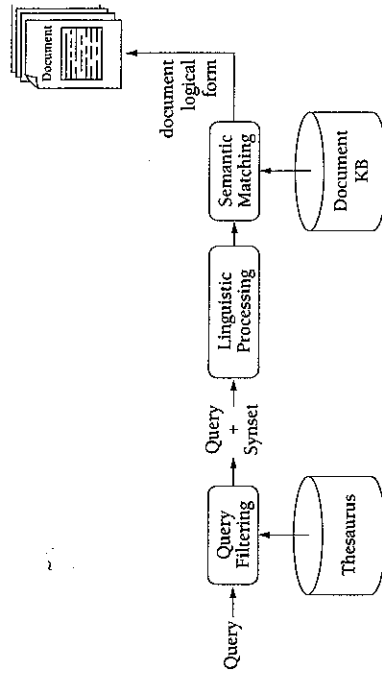 Query
Query
Filtering
Thesaurus
Query
+
Synset
Linguistic
Processing
Semantic
Matching
Document
KB
document
logical
form
Document